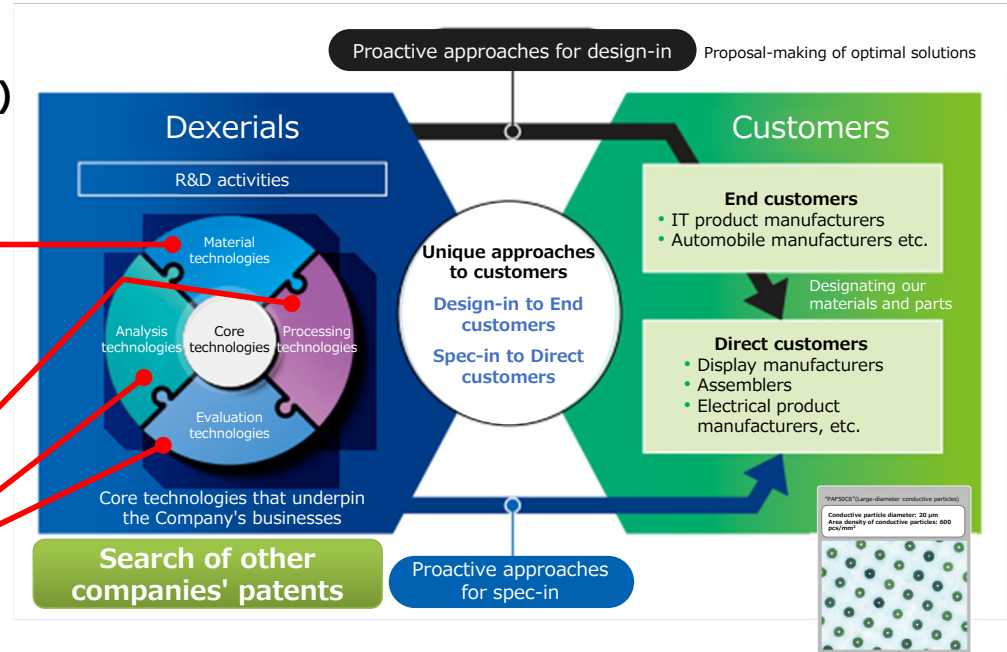 Proactive approaches for design-in
Proposal-making of optimal solutions
)
Dexerials
R&D activities
Material
technologies
Analysis
technologies
Core
technologies
Processing
technologies
Evaluation
technologies
Core technologies that underpin
the Company's businesses
Search of other
companies' patents
Unique approaches
to customers
Design-in to End
customers
Spec-in to Direct
customers
Proactive approaches
for spec-in
Customers
End customers
• IT product manufacturers
• Automobile manufacturers etc.
Designating our
materials and parts
Direct customers
• Display manufacturers
• Assemblers
• Electrical product
manufacturers, etc.
"PAF50C6"(Large-diameter conductive particles)
Conductive particle diameter: 20 μm
Area density of conductive particles: 600
pcs/mm²